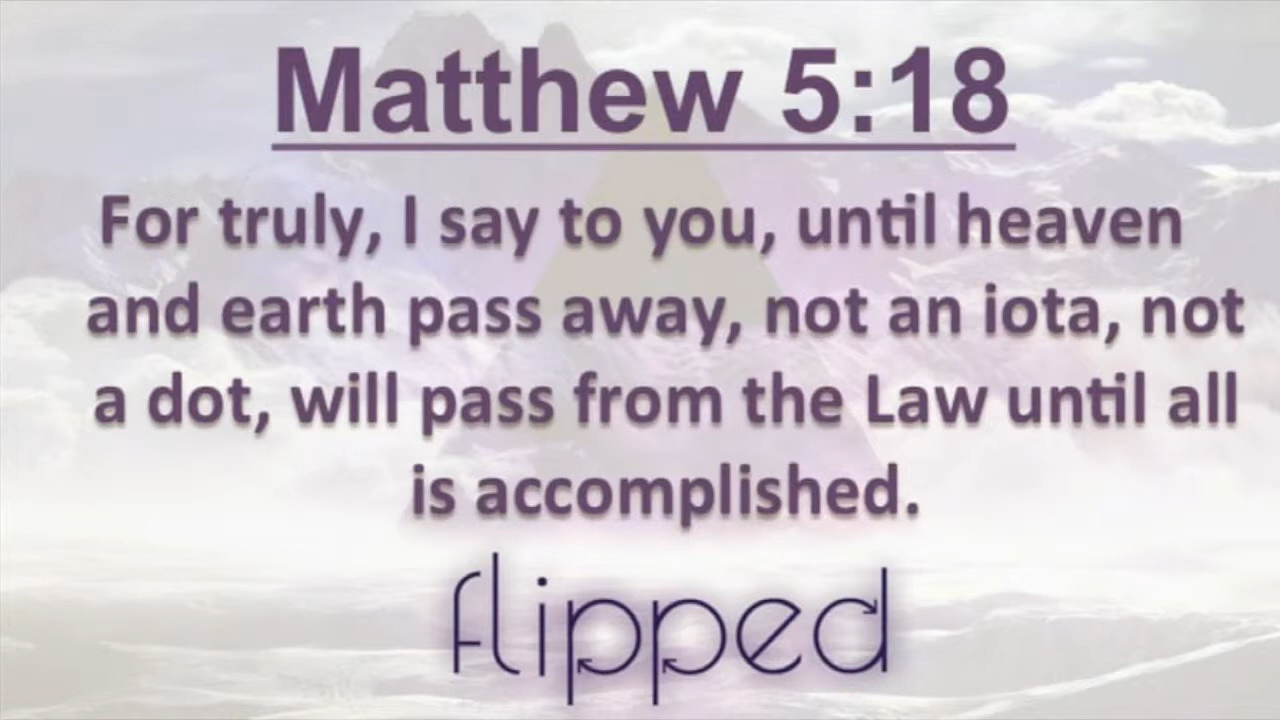 Matthew 5:18
For truly, I say to you, until heaven
and earth pass away, not an iota, not
a dot, will pass from the Law until all
is accomplished.
flipped